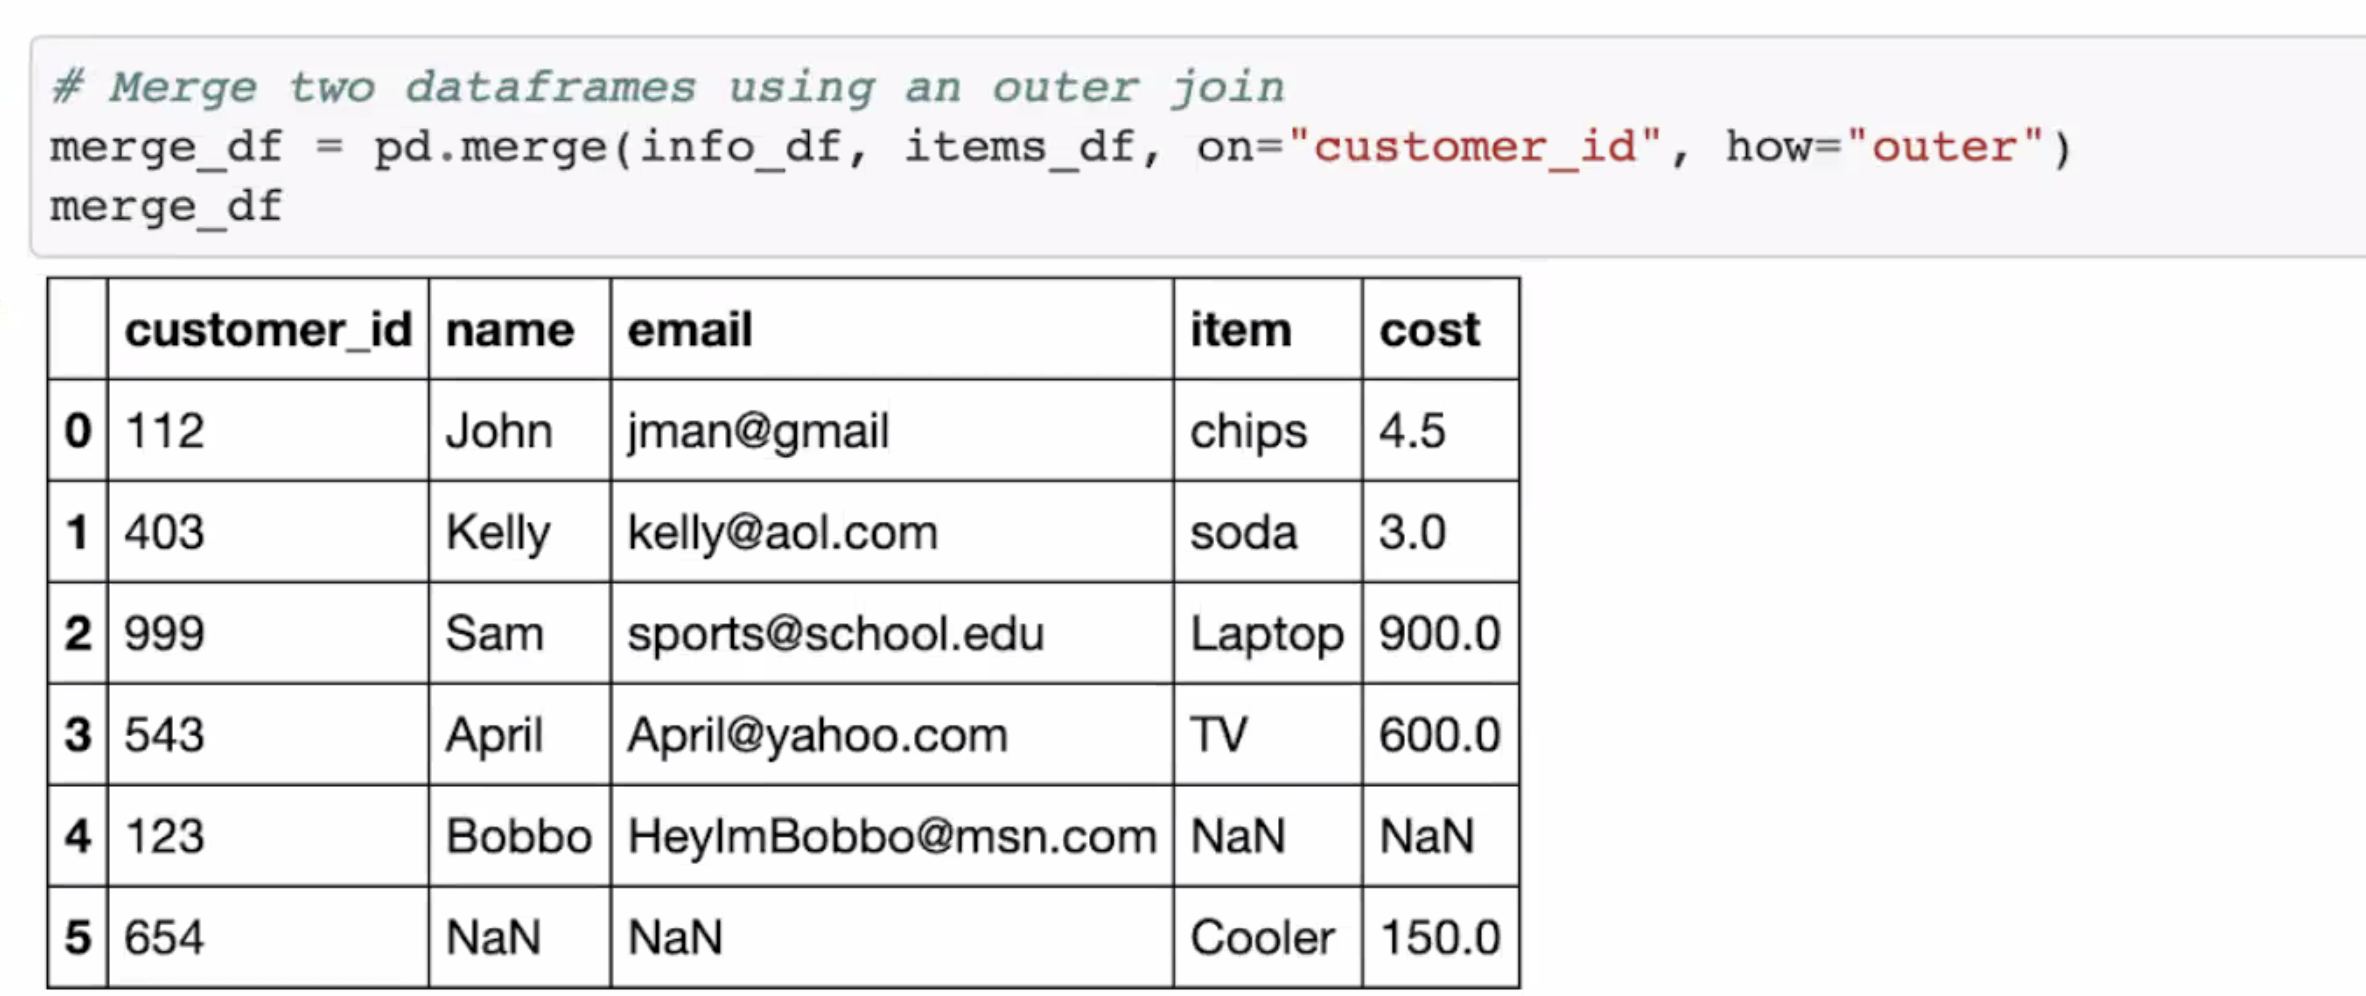 # Merge two dataframes using an outer join
merge_df = pd.merge(info_df, items_df, on="customer_id", how="outer")
merge_df
customer_id name email item cost
0 112 John jman@gmail chips 4.5
1 403 Kelly kelly@aol.com soda 3.0
2 999 Sam sports@school.edu Laptop 900.0
3 543 April April@yahoo.com TV 600.0
4 123 Bobbo HeyImBobbo@msn.com NaN NaN
5 654 NaN NaN Cooler 150.0